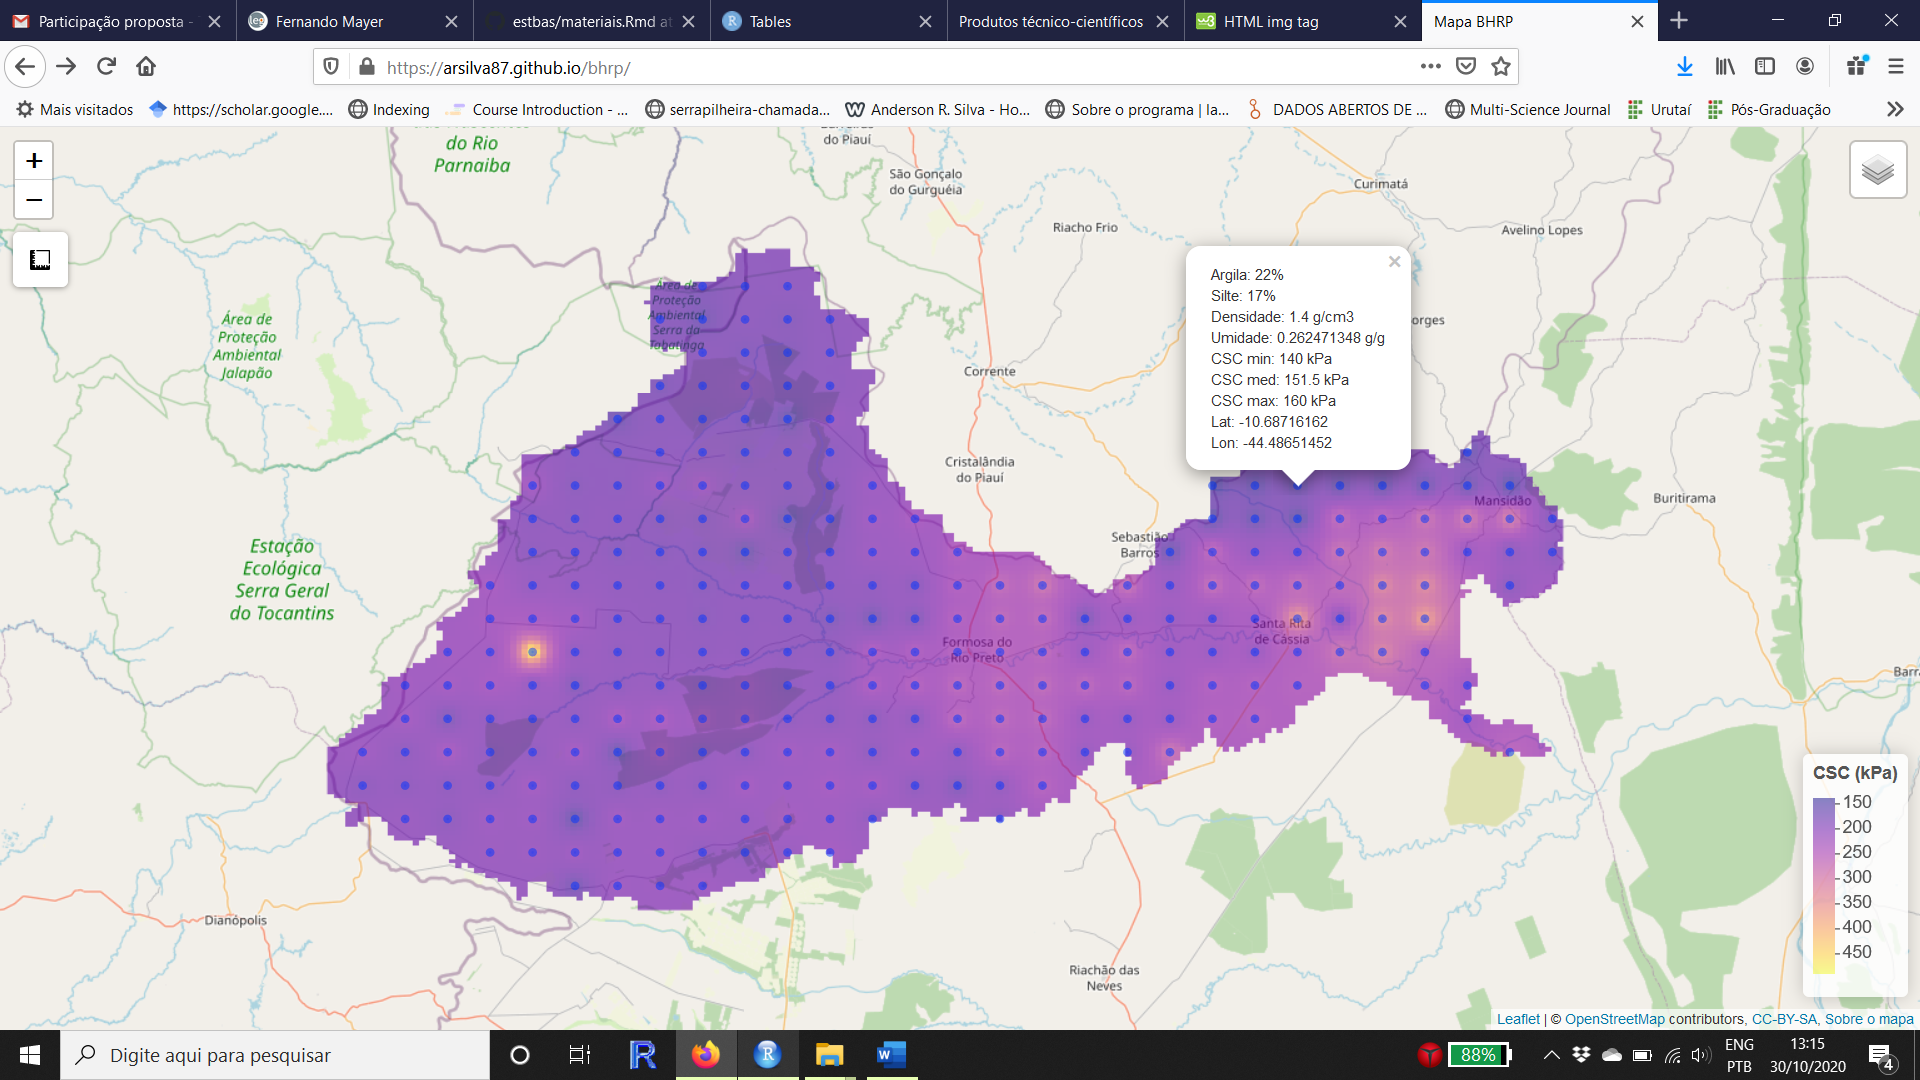 Participação proposta -
Fernando Mayer
estbas/materiais.Rmd at
Tables
Produtos técnico-científicos
HTML img tag
Mapa BHRP
https://arsilva87.github.io/bhrp/
Mais visitados
https://scholar.google....
Indexing
Course Introduction - ...
serrapilheira-chamada...
Anderson R. Silva - Ho...
Sobre o programa | Ia...
DADOS ABERTOS DE ...
Multi-Science Journal
Urutaí
Pós-Graduação
+
−
do Rio
Parnaiba
do Piauí
São Gonçalo
do Gurguéia
Curimatá
Riacho Frio
Avelino Lopes
Área de
Proteção
Ambiental
Serra da
Tabatinga
Área de
Proteção
Ambiental
Jalapão
Corrente
Argila: 22%
Silte: 17%
Densidade: 1.4 g/cm3
Umidade: 0.262471348 g/g
CSC min: 140 kPa
CSC med: 151.5 kPa
CSC max: 160 kPa
Lat: -10.68716162
Lon: -44.48651452
×
orges
Cristalândia
do Piauí
Mansidão
Buritirama
Sebastião
Barros
Estação
Ecológica
Serra Geral
do Tocantins
Formosa do
Rio Preto
Santa Rita
de Cássia
Barr
Dianópolis
Riachão das
Neves
CSC (kPa)
150
200
250
300
350
400
450
Leaflet | © OpenStreetMap contributors, CC-BY-SA, Sobre o mapa
Digite aqui para pesquisar
88%
ENG
PTB
13:15
30/10/2020
4